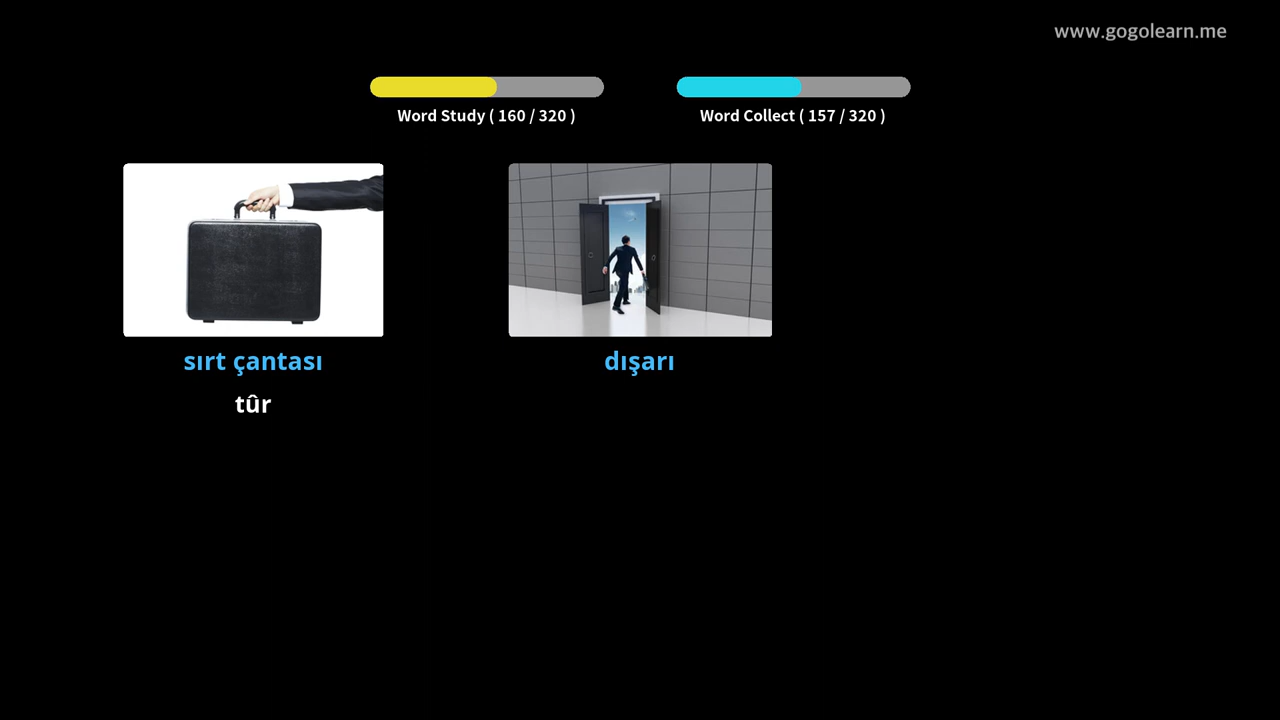 www.gogolearn.me
Word Study ( 160 / 320 )
Word Collect ( 157 / 320 )
sırt çantası
dışarı
tûr